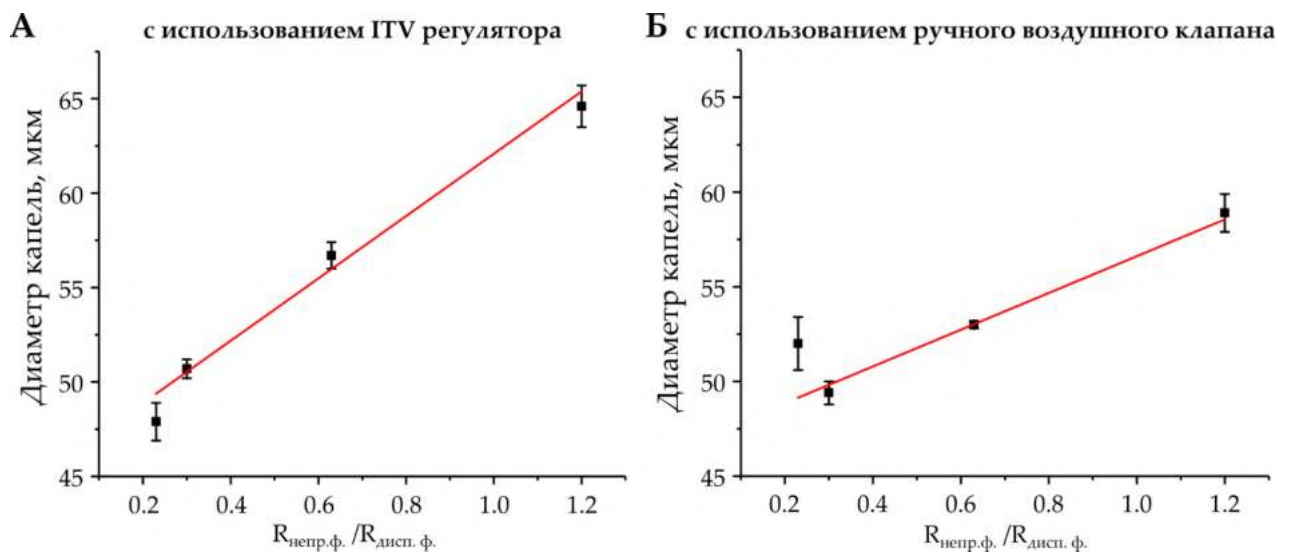 А с использованием ITV регулятора
Диаметр капель, мкм
65
60
55
50
45
0.2 0.4 0.6 0.8 1.0 1.2
Rнепр.ф. /Rдисп. ф.
Б с использованием ручного воздушного клапана
Диаметр капель, мкм
65
60
55
50
45
0.2 0.4 0.6 0.8 1.0 1.2
Rнепр.ф. /Rдисп. ф.